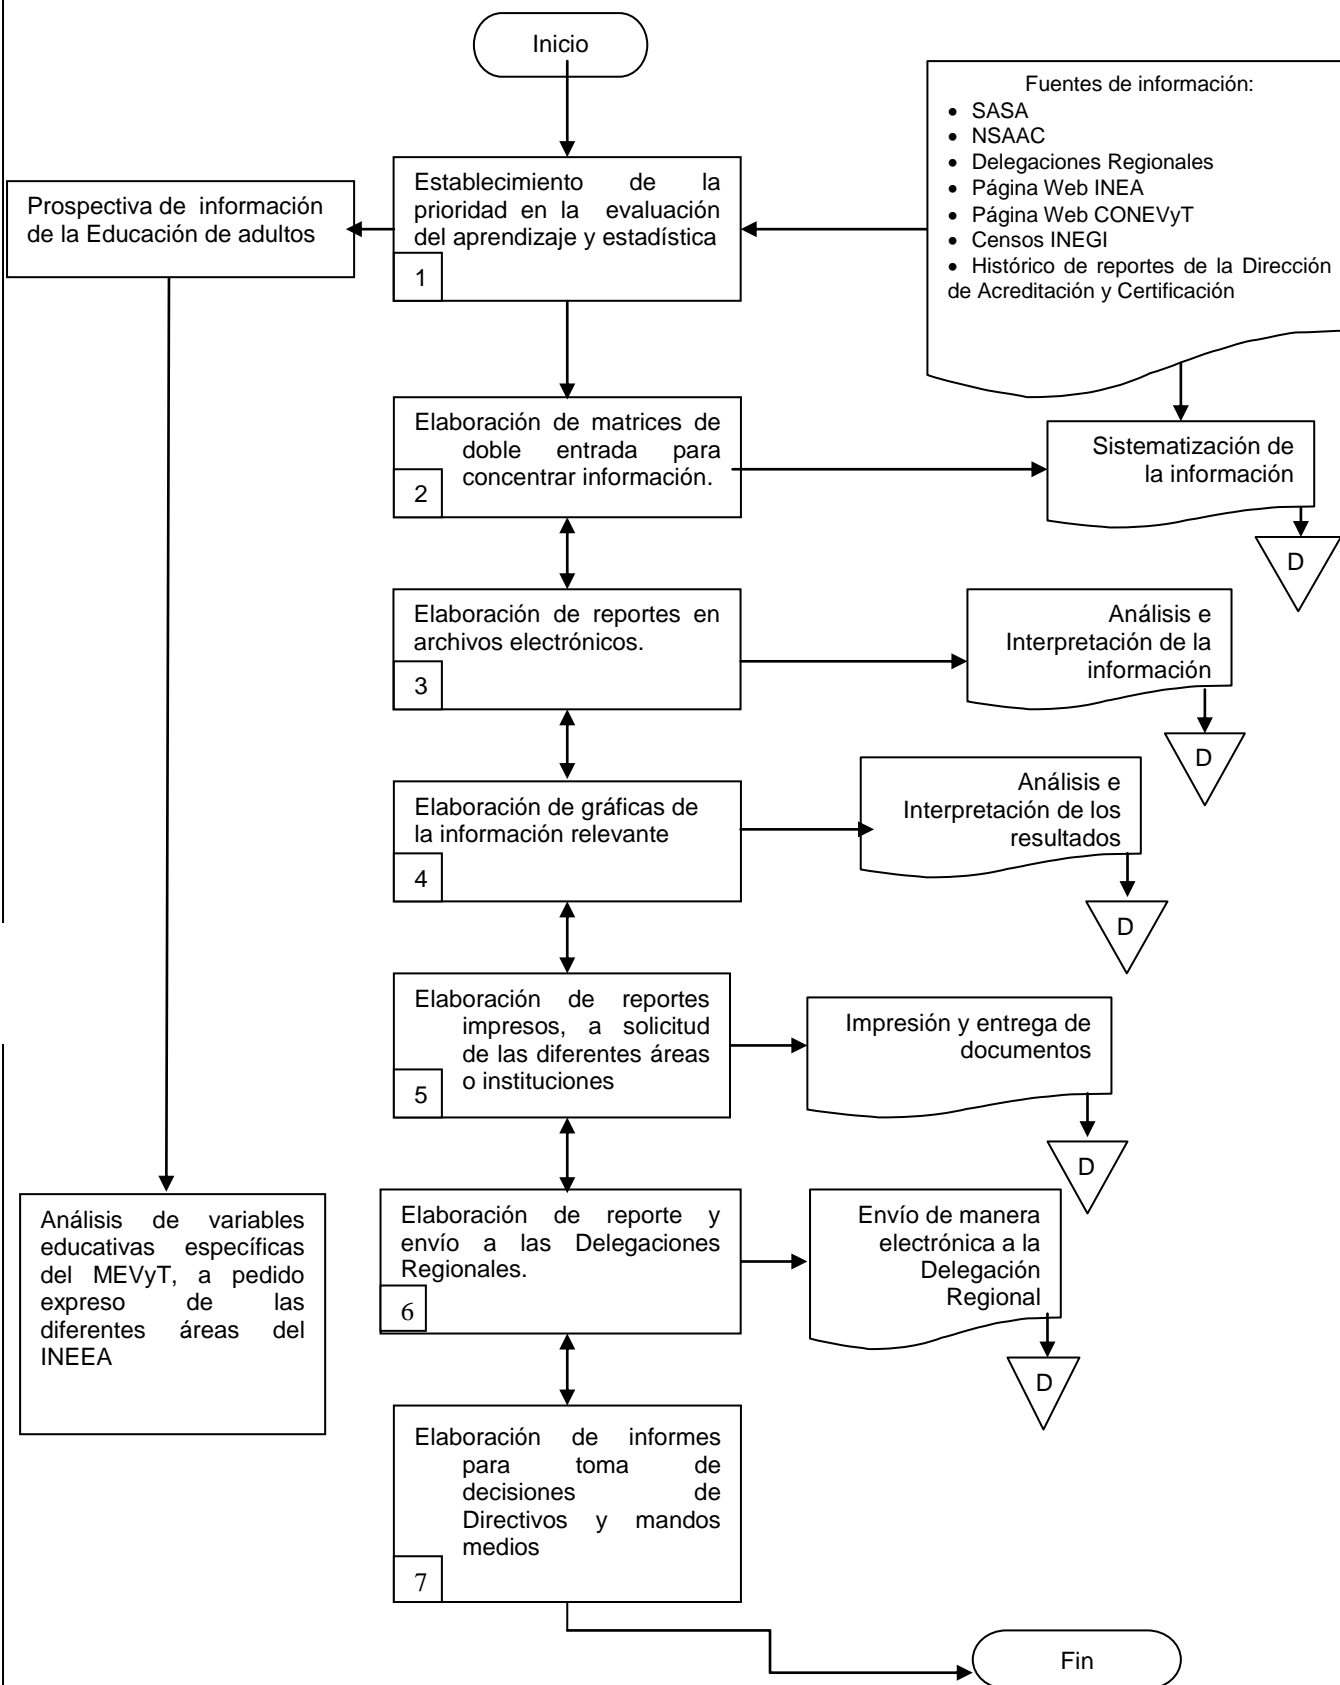 Inicio
Fuentes de información:
• SASA
• NSAAC
• Delegaciones Regionales
• Página Web INEA
• Página Web CONEVyT
• Censos INEGI
• Histórico de reportes de la Dirección
de Acreditación y Certificación
Establecimiento de la
prioridad en la evaluación
del aprendizaje y estadística
1
Prospectiva de información
de la Educación de adultos
Elaboración de matrices de
doble entrada para
concentrar información.
2
Sistematización de
la información
D
Elaboración de reportes en
archivos electrónicos.
3
Análisis e
Interpretación de la
información
D
Elaboración de gráficas de
la información relevante
4
Análisis e
Interpretación de los
resultados
D
Elaboración de reportes
impresos, a solicitud
de las diferentes áreas
o instituciones
5
Impresión y entrega de
documentos
D
Análisis de variables
educativas específicas
del MEVyT, a pedido
expreso de las
diferentes áreas del
INEEA
Elaboración de reporte y
envío a las Delegaciones
Regionales.
6
Envío de manera
electrónica a la
Delegación
Regional
D
Elaboración de informes
para toma de
decisiones de
Directivos y mandos
medios
7
Fin